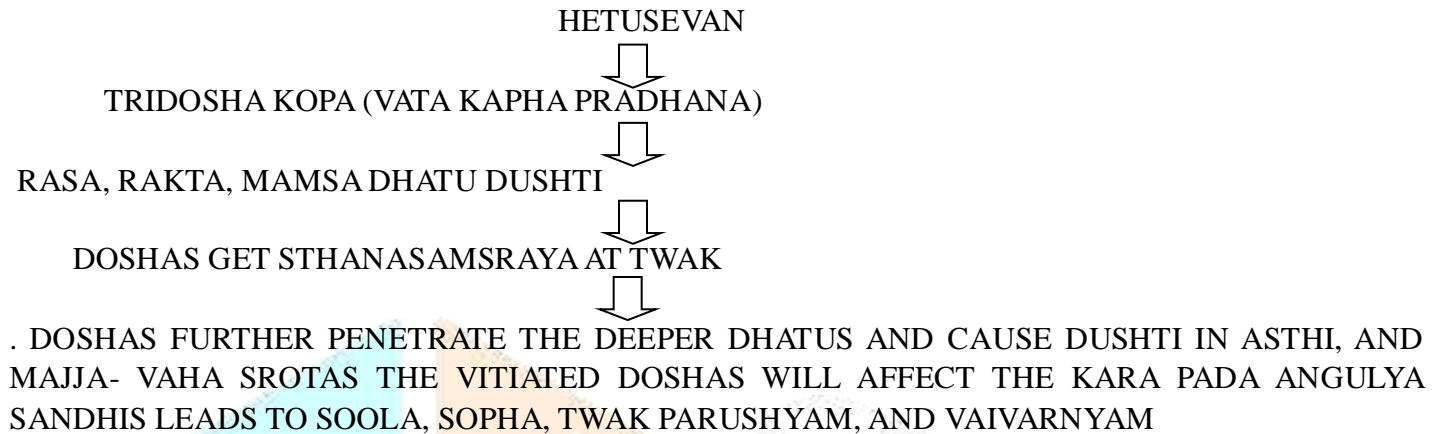 HETUSEVAN
TRIDOSHA KOPA (VATA KAPHA PRADHANA)
RASA, RAKTA, MAMSA DHATU DUSHTI
DOSHAS GET STHANASAMSRAYA AT TWAK
. DOSHAS FURTHER PENETRATE THE DEEPER DHATUS AND CAUSE DUSHTI IN ASTHI, AND
MAJJA- VAHA SROTAS THE VITIATED DOSHAS WILL AFFECT THE KARA PADA ANGULYA
SANDHIS LEADS TO SOOLA, SOPHA, TWAK PARUSHYAM, AND VAIVARNYAM